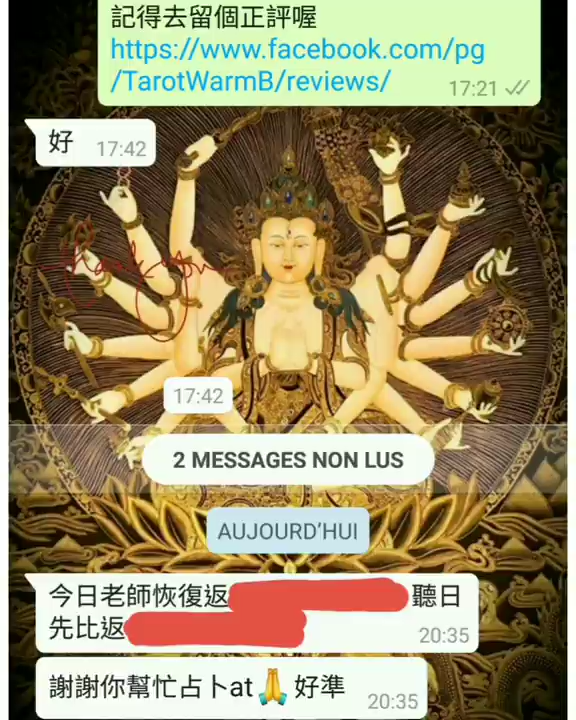 記得去留個正評喔
https://www.facebook.com/pg
/TarotWarmB/reviews/
17:21
好
17:42
thank you
17:42
2 MESSAGES NON LUS
AUJOURD'HUI
今日老師恢復返
聽日
先比返
20:35
謝謝你幫忙占卜at🙏好準
20:35